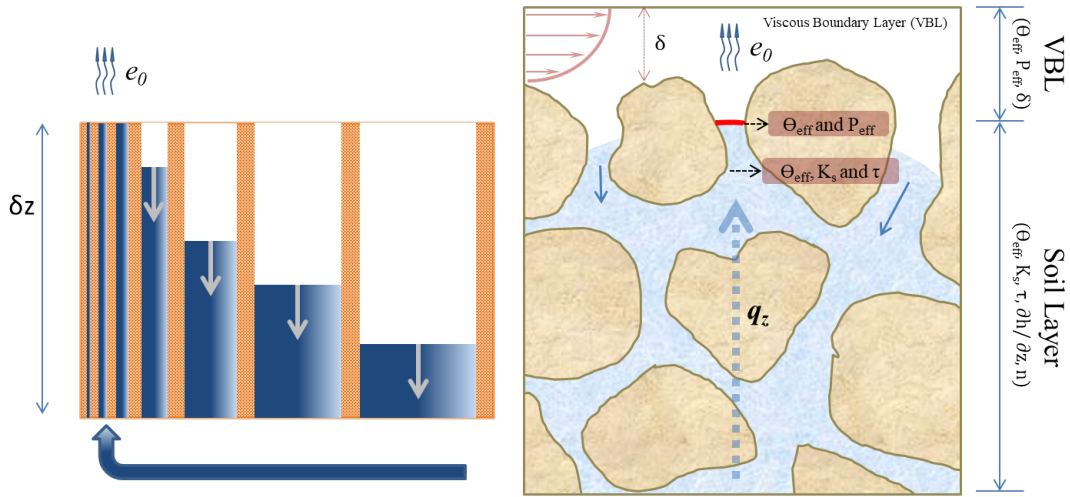 e₀
δz
Viscous Boundary Layer (VBL)
δ
e₀
ϴeff and Peff
ϴeff, Ks and τ
qz
VBL
(ϴeff, Peff, δ)
Soil Layer
(ϴeff, Ks, τ, ∂h/ ∂z, n)